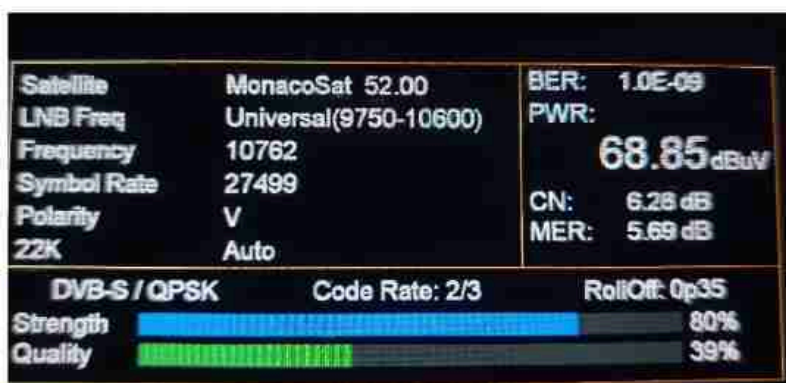 Satellite MonacoSat 52.00
LNB Freq Universal(9750-10600)
Frequency 10762
Symbol Rate 27499
Polarity V
22K Auto
BER: 1.0E-09
PWR:
68.85 dBuV
CN: 6.28 dB
MER: 5.69 dB
DVB-S / QPSK Code Rate: 2/3 RollOff: 0p35
Strength 80%
Quality 39%